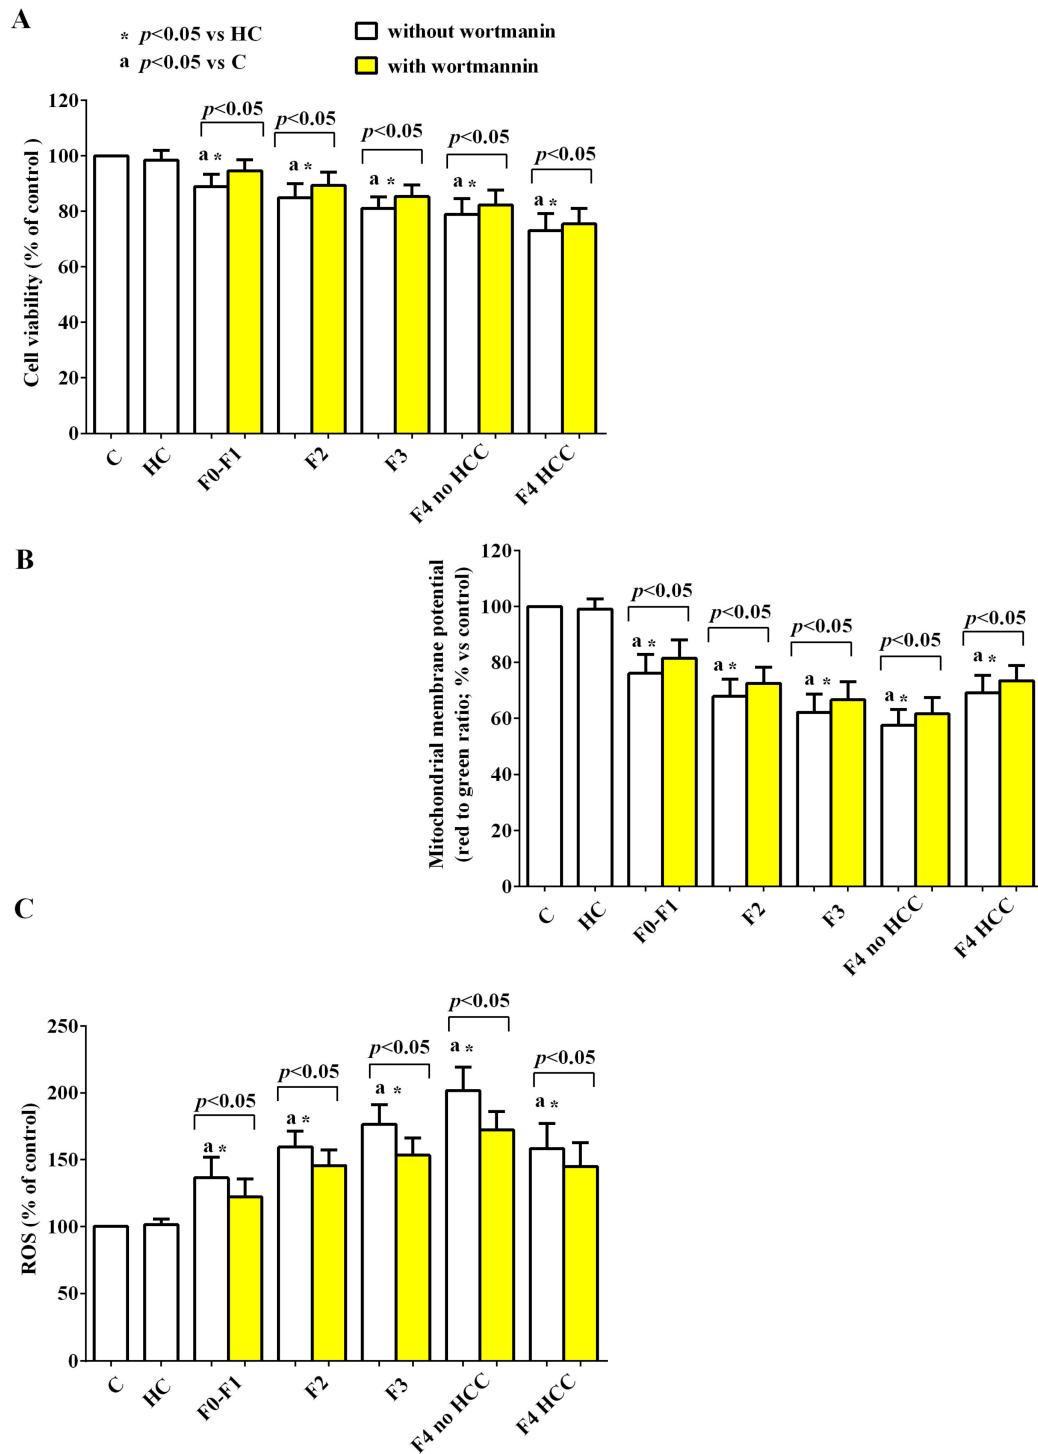 A
* p<0.05 vs HC
a p<0.05 vs C
without wortmanin
with wortmannin
Cell viability (% of control )
120
100
80
60
40
20
0
p<0.05
p<0.05
p<0.05
p<0.05
p<0.05
a *
a *
a *
a *
a *
C
HC
F0-F1
F2
F3
F4 no HCC
F4 HCC
B
Mitochondrial membrane potential
(red to green ratio; % vs control)
120
100
80
60
40
20
0
p<0.05
p<0.05
p<0.05
p<0.05
p<0.05
a *
a *
a *
a *
a *
C
HC
F0-F1
F2
F3
F4 no HCC
F4 HCC
C
ROS (% of control)
250
200
150
100
50
0
p<0.05
p<0.05
p<0.05
p<0.05
p<0.05
a *
a *
a *
a *
a *
C
HC
F0-F1
F2
F3
F4 no HCC
F4 HCC